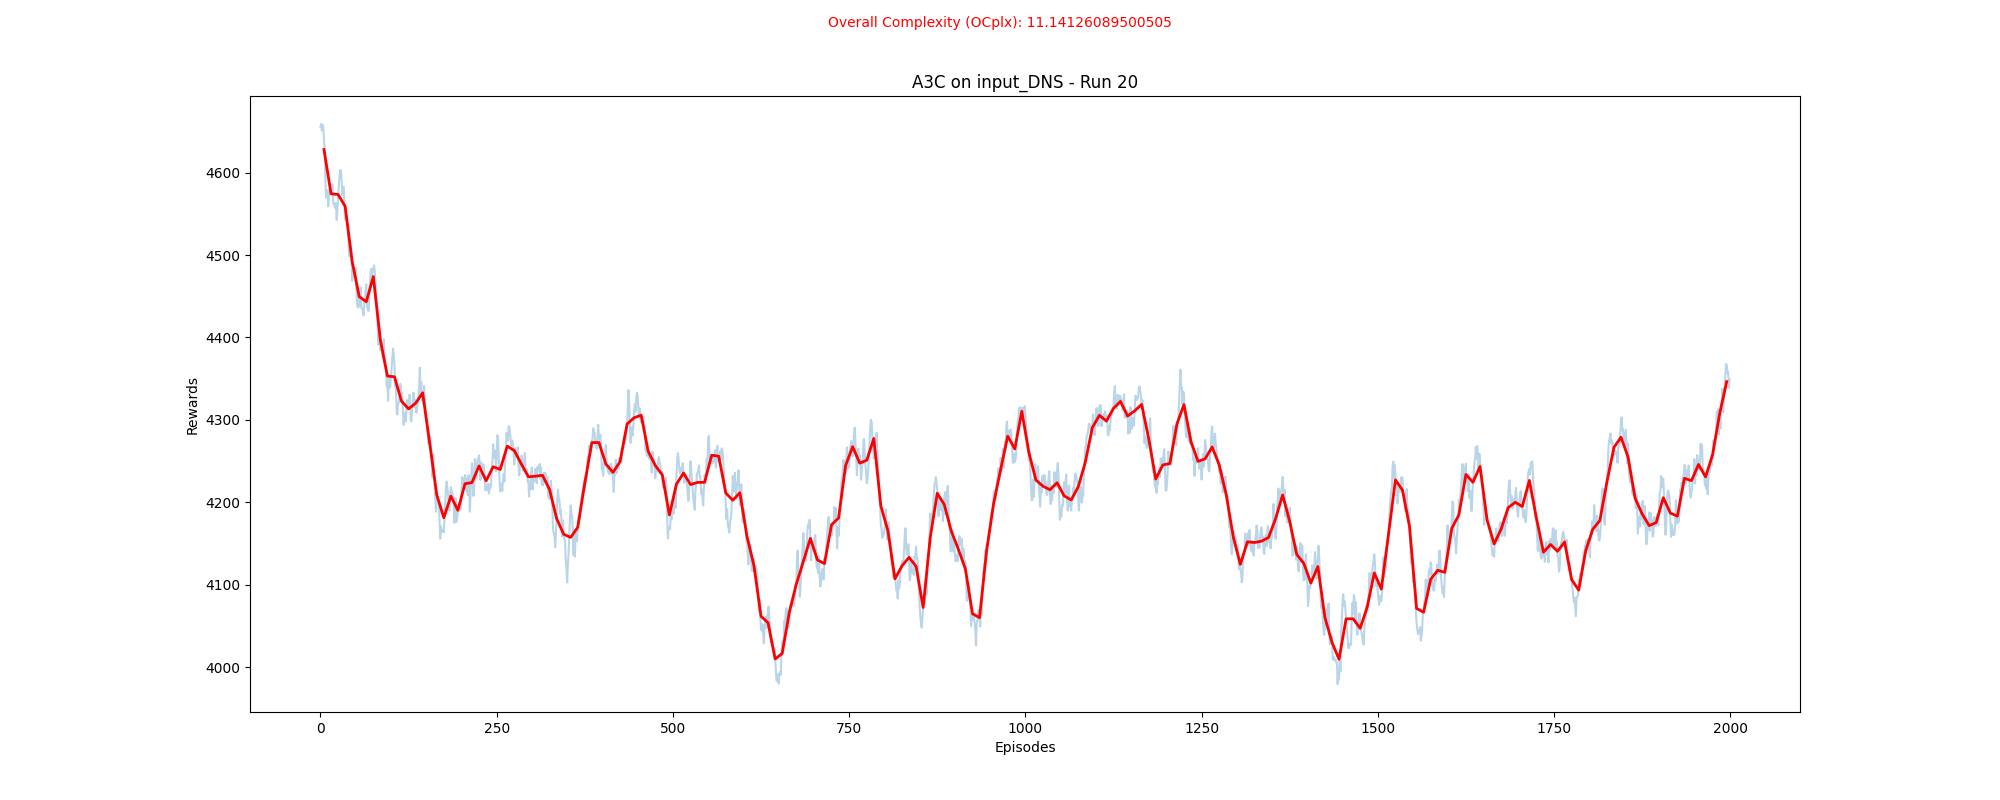 Overall Complexity (OCplx): 11.14126089500505
A3C on input_DNS - Run 20
Rewards
4600
4500
4400
4300
4200
4100
4000
0 250 500 750 1000 1250 1500 1750 2000
Episodes